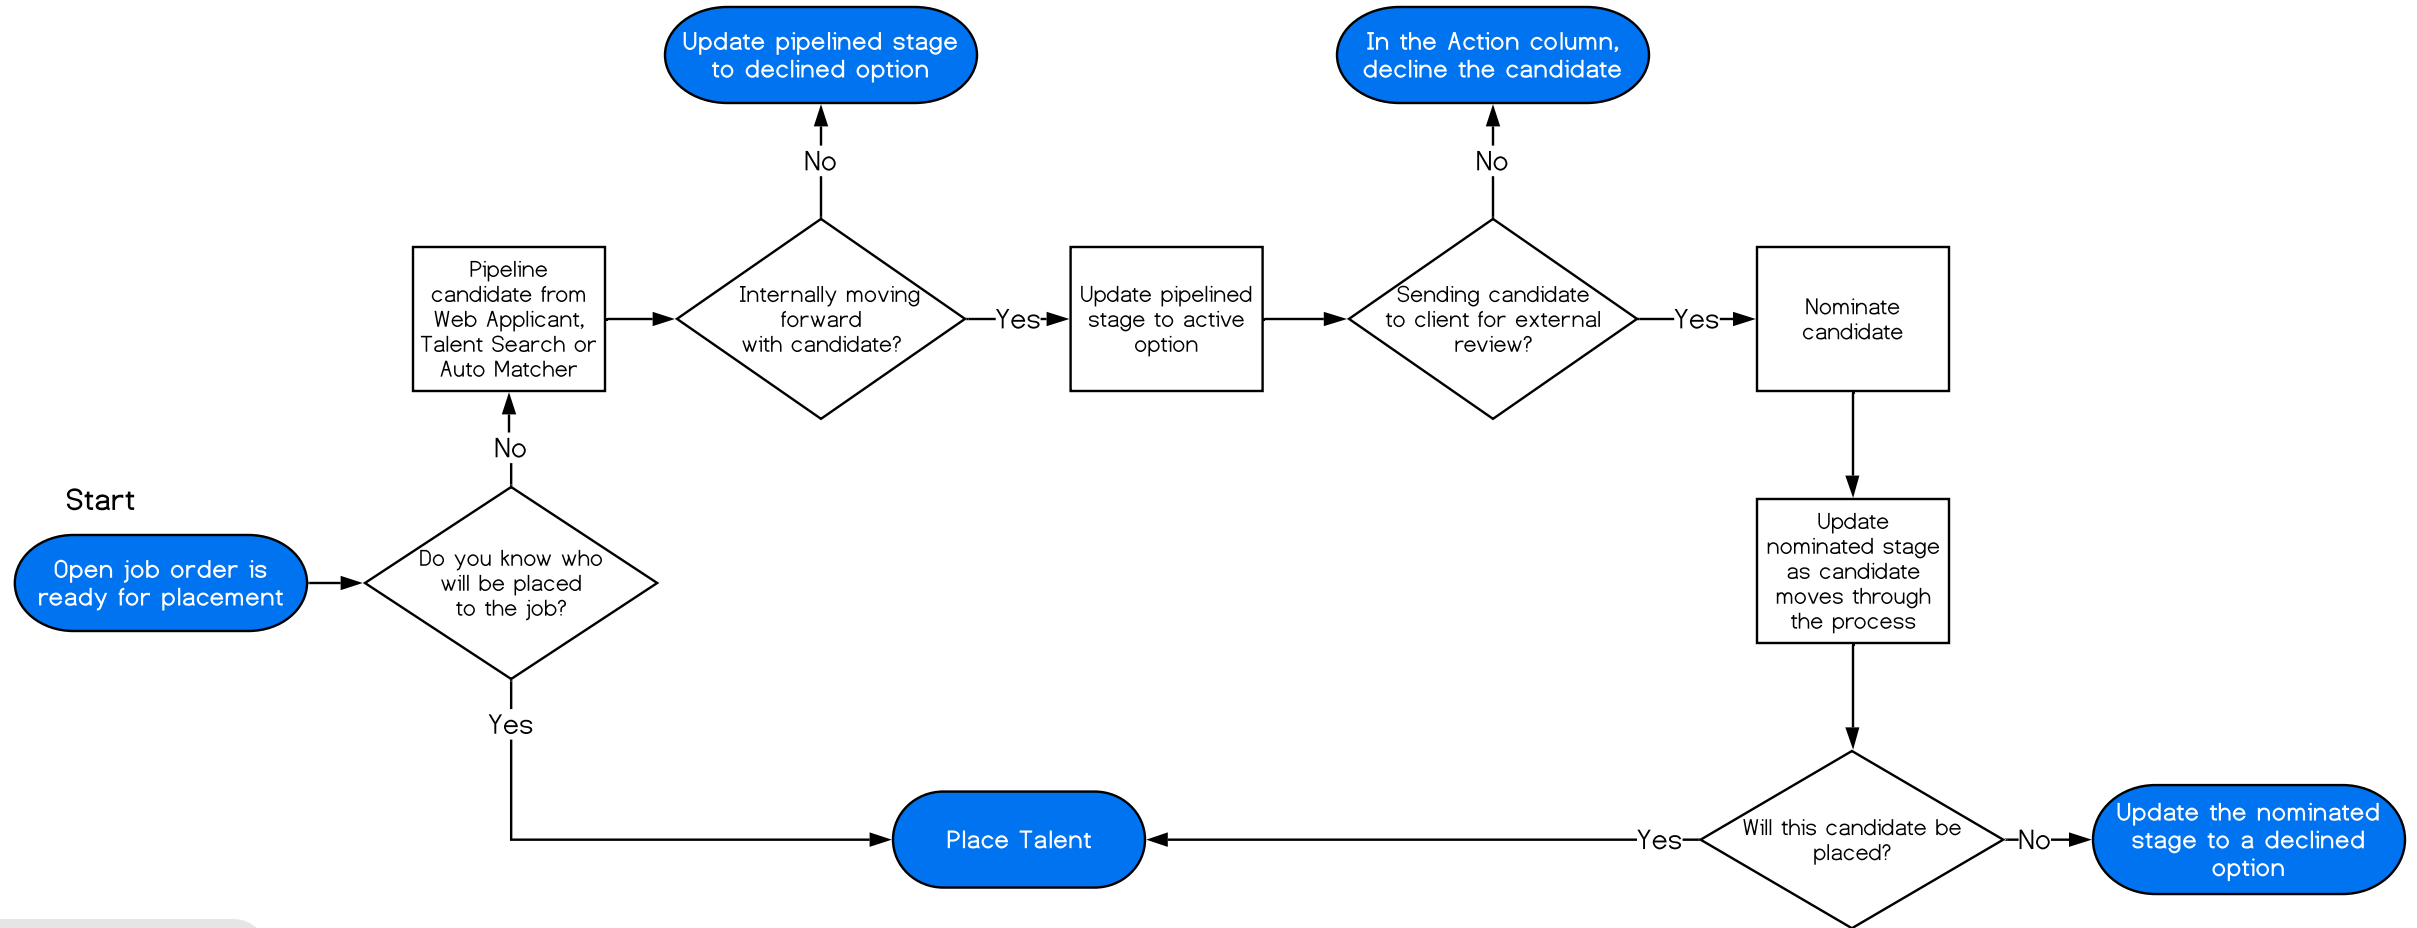 Update pipelined stage
to declined option
In the Action column,
decline the candidate
No
No
Pipeline
candidate from
Web Applicant,
Talent Search or
Auto Matcher
Internally moving
forward
with candidate?
Yes
Update pipelined
stage to active
option
Sending candidate
to client for external
review?
Yes
Nominate
candidate
No
Start
Open job order is
ready for placement
Do you know who
will be placed
to the job?
Update
nominated stage
as candidate
moves through
the process
Yes
Place Talent
Yes
Will this candidate be
placed?
No
Update the nominated
stage to a declined
option